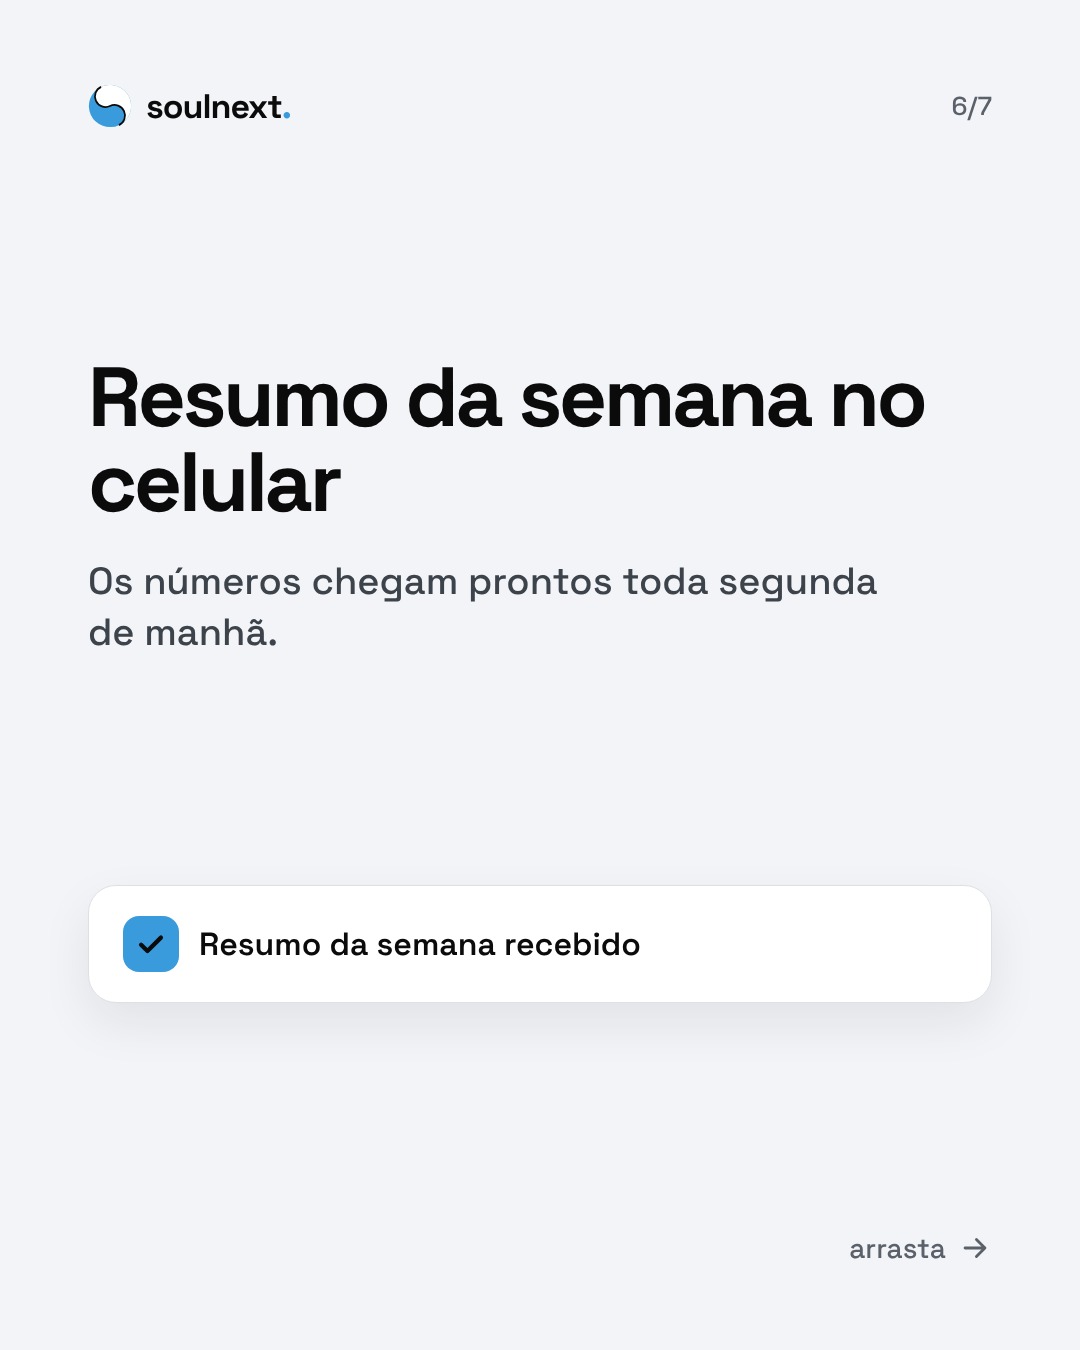 soulnext.
6/7
Resumo da semana no
celular
Os números chegam prontos toda segunda
de manhã.
Resumo da semana recebido
arrasta →